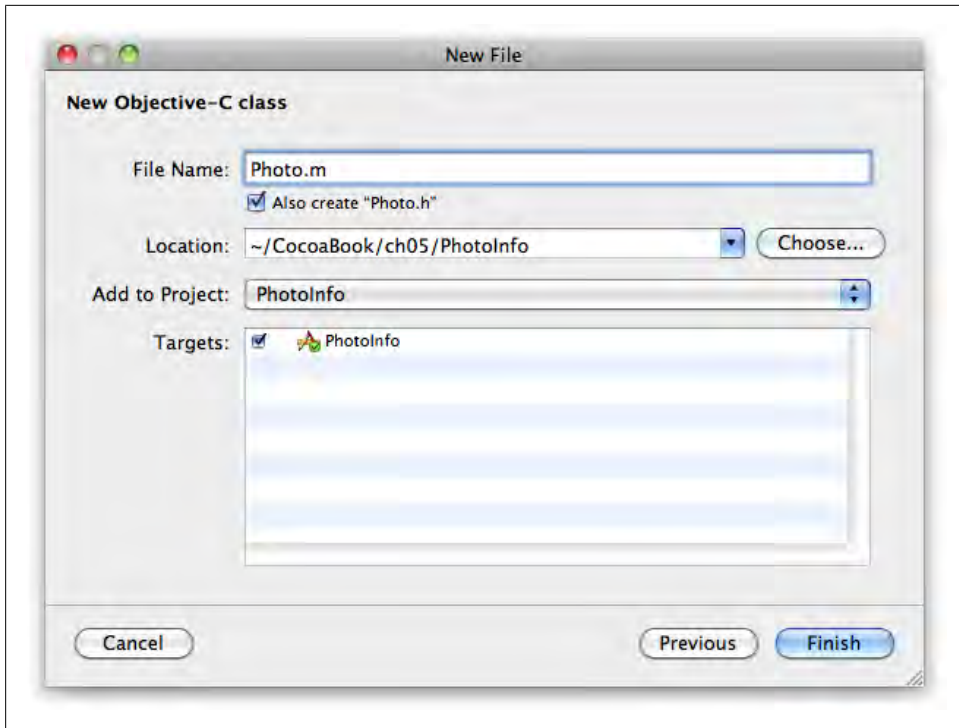 New File
New Objective-C class
File Name: Photo.m
Also create "Photo.h"
Location: ~/CocoaBook/ch05/PhotoInfo Choose...
Add to Project: PhotoInfo
Targets: PhotoInfo
Cancel Previous Finish